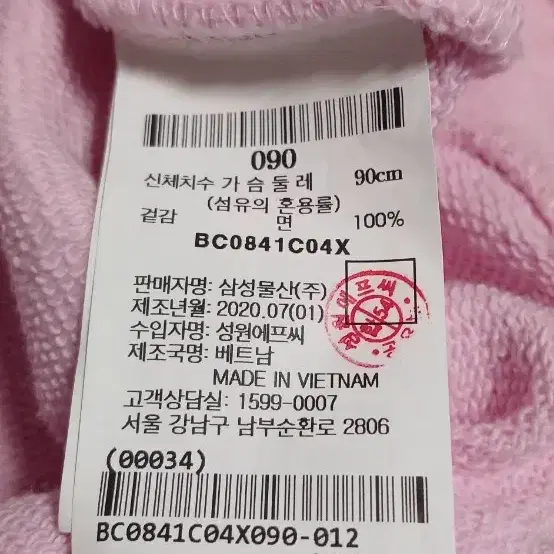 090
신체치수 가 슴 둘 레 90cm
(섬유의 혼용률)
겉감 면 100%
BC0841C04X
판매자명: 삼성물산(주)
제조년월: 2020.07(01)
수입자명: 성원에프씨
제조국명: 베트남
MADE IN VIETNAM
고객상담실: 1599-0007
서울 강남구 남부순환로 2806
(00034)
BC0841C04X090-012